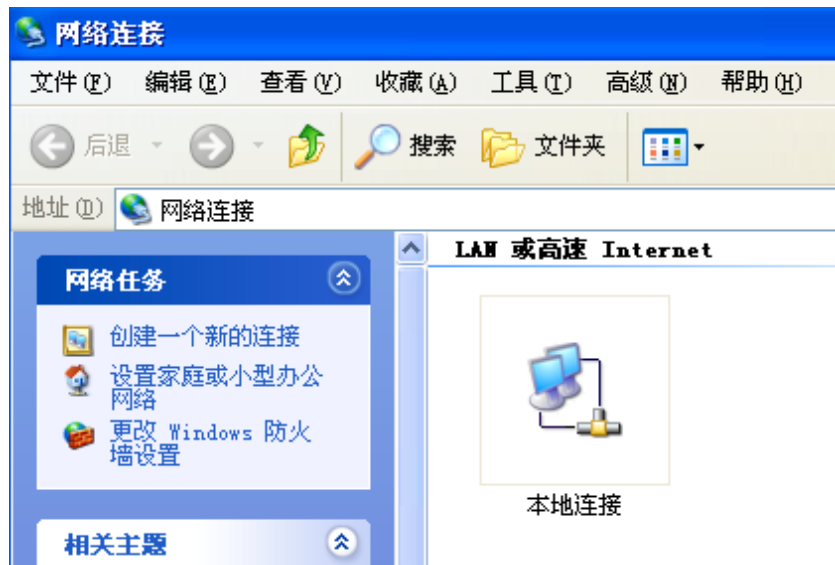 网络连接
文件(F) 编辑(E) 查看(V) 收藏(A) 工具(T) 高级(N) 帮助(H)
后退 搜索 文件夹
地址(D) 网络连接
网络任务
创建一个新的连接
设置家庭或小型办公
网络
更改 Windows 防火
墙设置
相关主题
LAN 或高速 Internet
本地连接